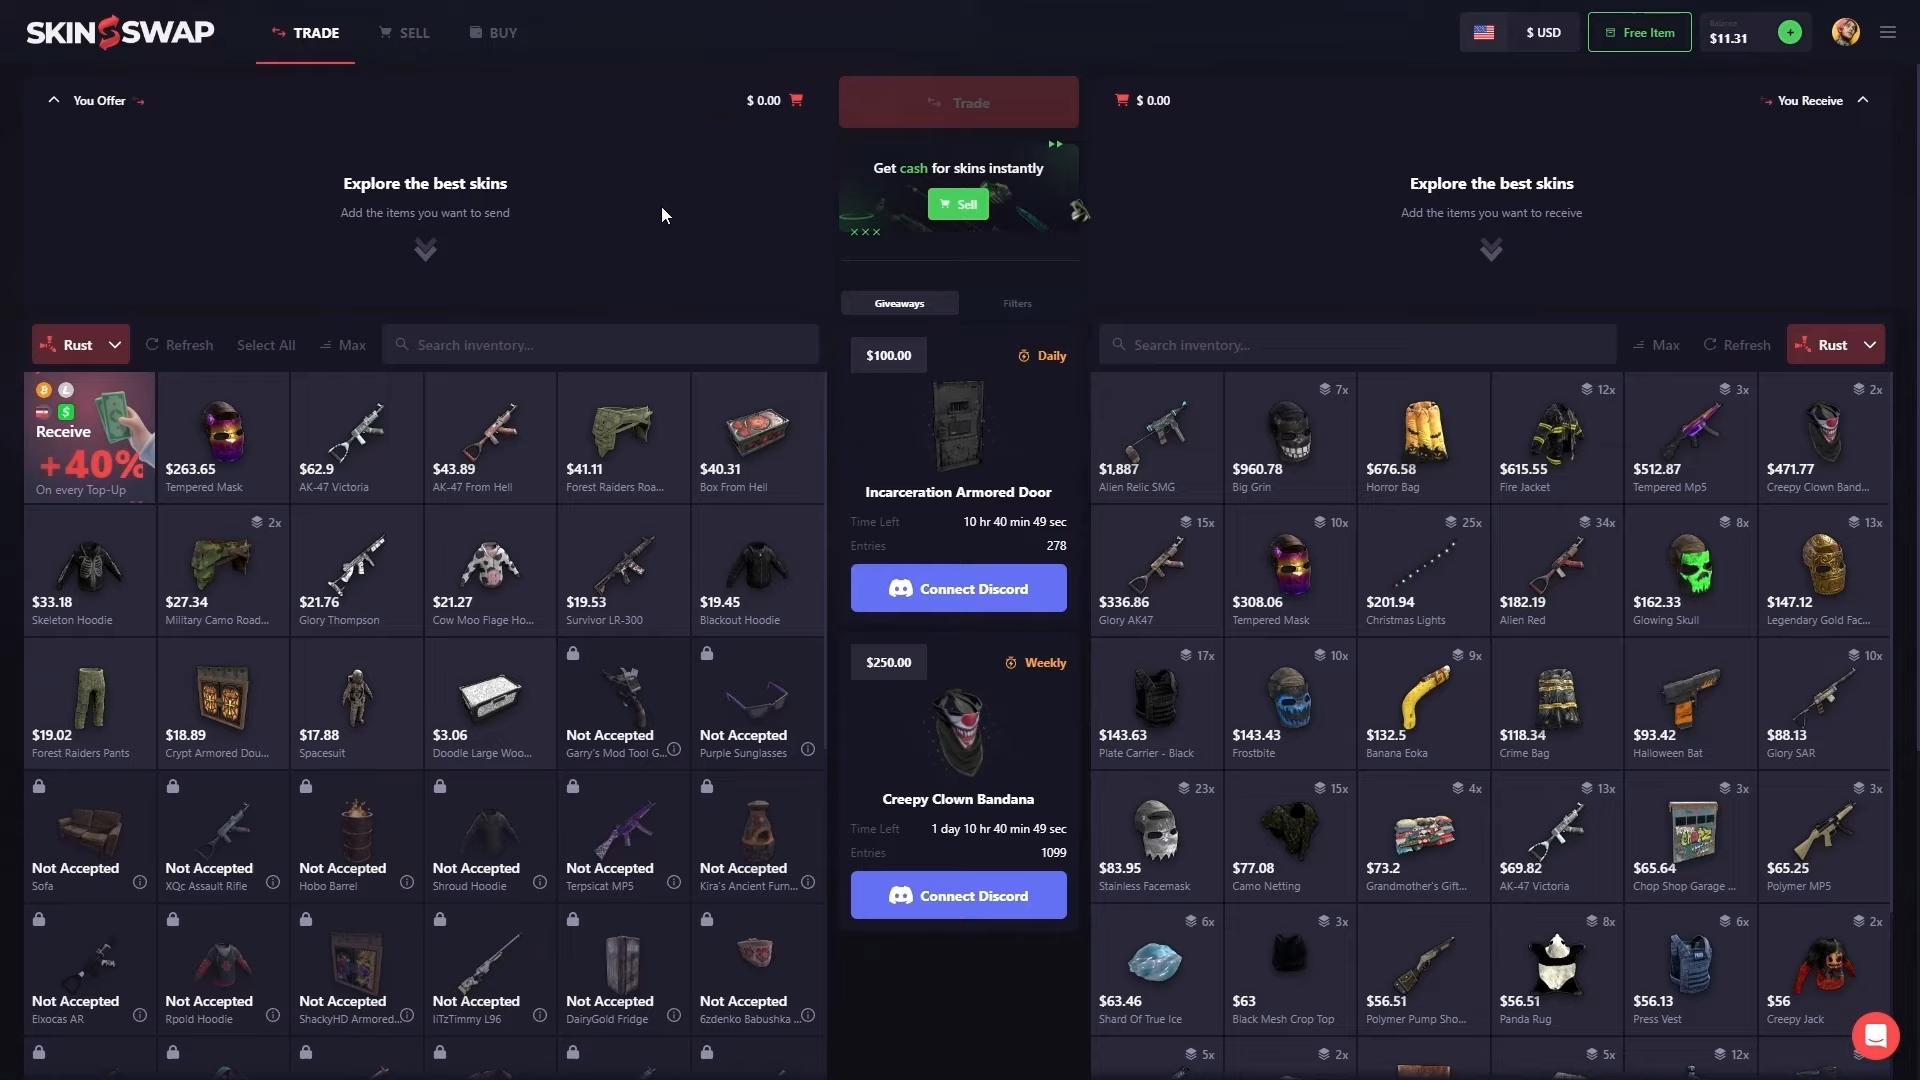 SKINSWAP
TRADE
SELL
BUY
$ USD
Free Item
Balance
$11.31
You Offer
$ 0.00
Trade
$ 0.00
You Receive
Explore the best skins
Add the items you want to send
Get cash for skins instantly
Sell
Explore the best skins
Add the items you want to receive
Giveaways
Filters
Rust
Refresh
Select All
Max
Search inventory...
Search inventory...
Max
Refresh
Rust
Receive
+40%
On every Top-Up
$263.65
Tempered Mask
$62.9
AK-47 Victoria
$43.89
AK-47 From Hell
$41.11
Forest Raiders Roa...
$40.31
Box From Hell
$33.18
Skeleton Hoodie
2x
$27.34
Military Camo Road...
$21.76
Glory Thompson
$21.27
Cow Moo Flage Ho...
$19.53
Survivor LR-300
$19.45
Blackout Hoodie
$19.02
Forest Raiders Pants
$18.89
Crypt Armored Dou...
$17.88
Spacesuit
$3.06
Doodle Large Woo...
Not Accepted
Garry's Mod Tool G...
Not Accepted
Purple Sunglasses
Not Accepted
Sofa
Not Accepted
XQc Assault Rifle
Not Accepted
Hobo Barrel
Not Accepted
Shroud Hoodie
Not Accepted
Terpsicat MP5
Not Accepted
Kira's Ancient Furn...
Not Accepted
Elxocas AR
Not Accepted
Rpold Hoodie
Not Accepted
ShackyHD Armored...
Not Accepted
liTzTimmy L96
Not Accepted
DairyGold Fridge
Not Accepted
6zdenko Babushka ...
$100.00
Daily
Incarceration Armored Door
Time Left
10 hr 40 min 49 sec
Entries
278
Connect Discord
$250.00
Weekly
Creepy Clown Bandana
Time Left
1 day 10 hr 40 min 49 sec
Entries
1099
Connect Discord
$1,887
Alien Relic SMG
7x
$960.78
Big Grin
$676.58
Horror Bag
12x
$615.55
Fire Jacket
3x
$512.87
Tempered Mp5
2x
$471.77
Creepy Clown Band...
15x
$336.86
Glory AK47
10x
$308.06
Tempered Mask
25x
$201.94
Christmas Lights
34x
$182.19
Alien Red
8x
$162.33
Glowing Skull
13x
$147.12
Legendary Gold Fac...
17x
$143.63
Plate Carrier - Black
10x
$143.43
Frostbite
9x
$132.5
Banana Eoka
$118.34
Crime Bag
$93.42
Halloween Bat
10x
$88.13
Glory SAR
23x
$83.95
Stainless Facemask
15x
$77.08
Camo Netting
4x
$73.2
Grandmother's Gift...
13x
$69.82
AK-47 Victoria
3x
$65.64
Chop Shop Garage ...
3x
$65.25
Polymer MP5
6x
$63.46
Shard Of True Ice
3x
$63
Black Mesh Crop Top
$56.51
Polymer Pump Sho...
8x
$56.51
Panda Rug
6x
$56.13
Press Vest
2x
$56
Creepy Jack
5x
2x
5x
12x